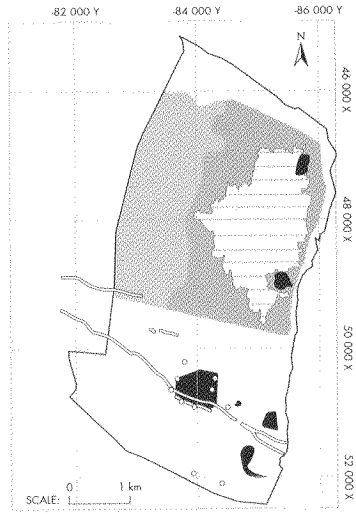 -82 000 Y
-84 000 Y
-86 000 Y
N
46 000 X
48 000 X
50 000 X
52 000 X
0 1 km
SCALE: